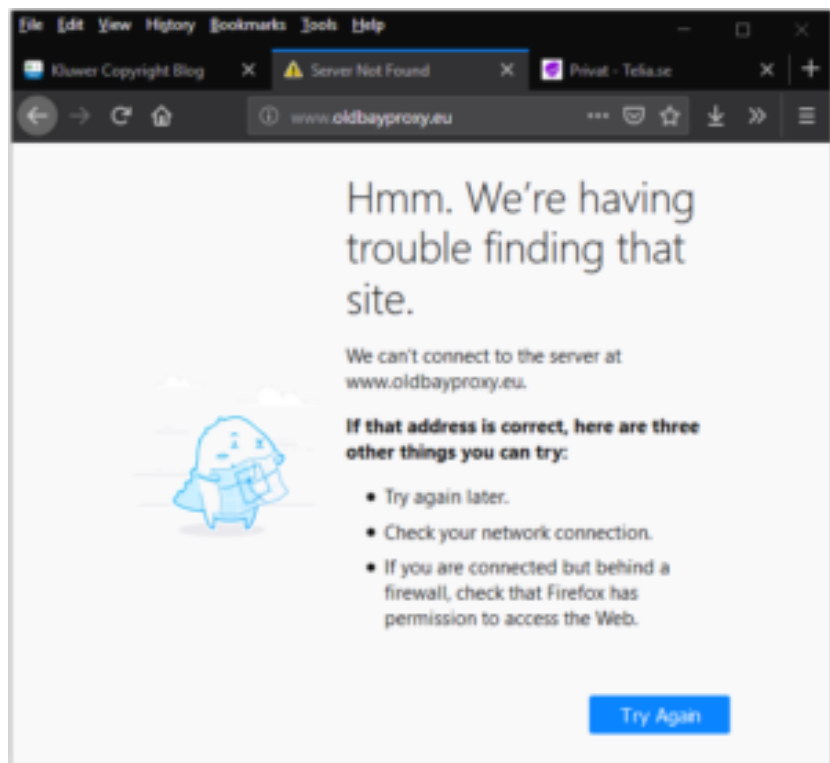 File Edit View History Bookmarks Tools Help
Kluwer Copyright Blog Server Not Found Privat - Telia.se
www.oldbayproxy.eu
Hmm. We're having
trouble finding that
site.
We can't connect to the server at
www.oldbayproxy.eu.
If that address is correct, here are three
other things you can try:
Try again later.
Check your network connection.
If you are connected but behind a
firewall, check that Firefox has
permission to access the Web.
Try Again